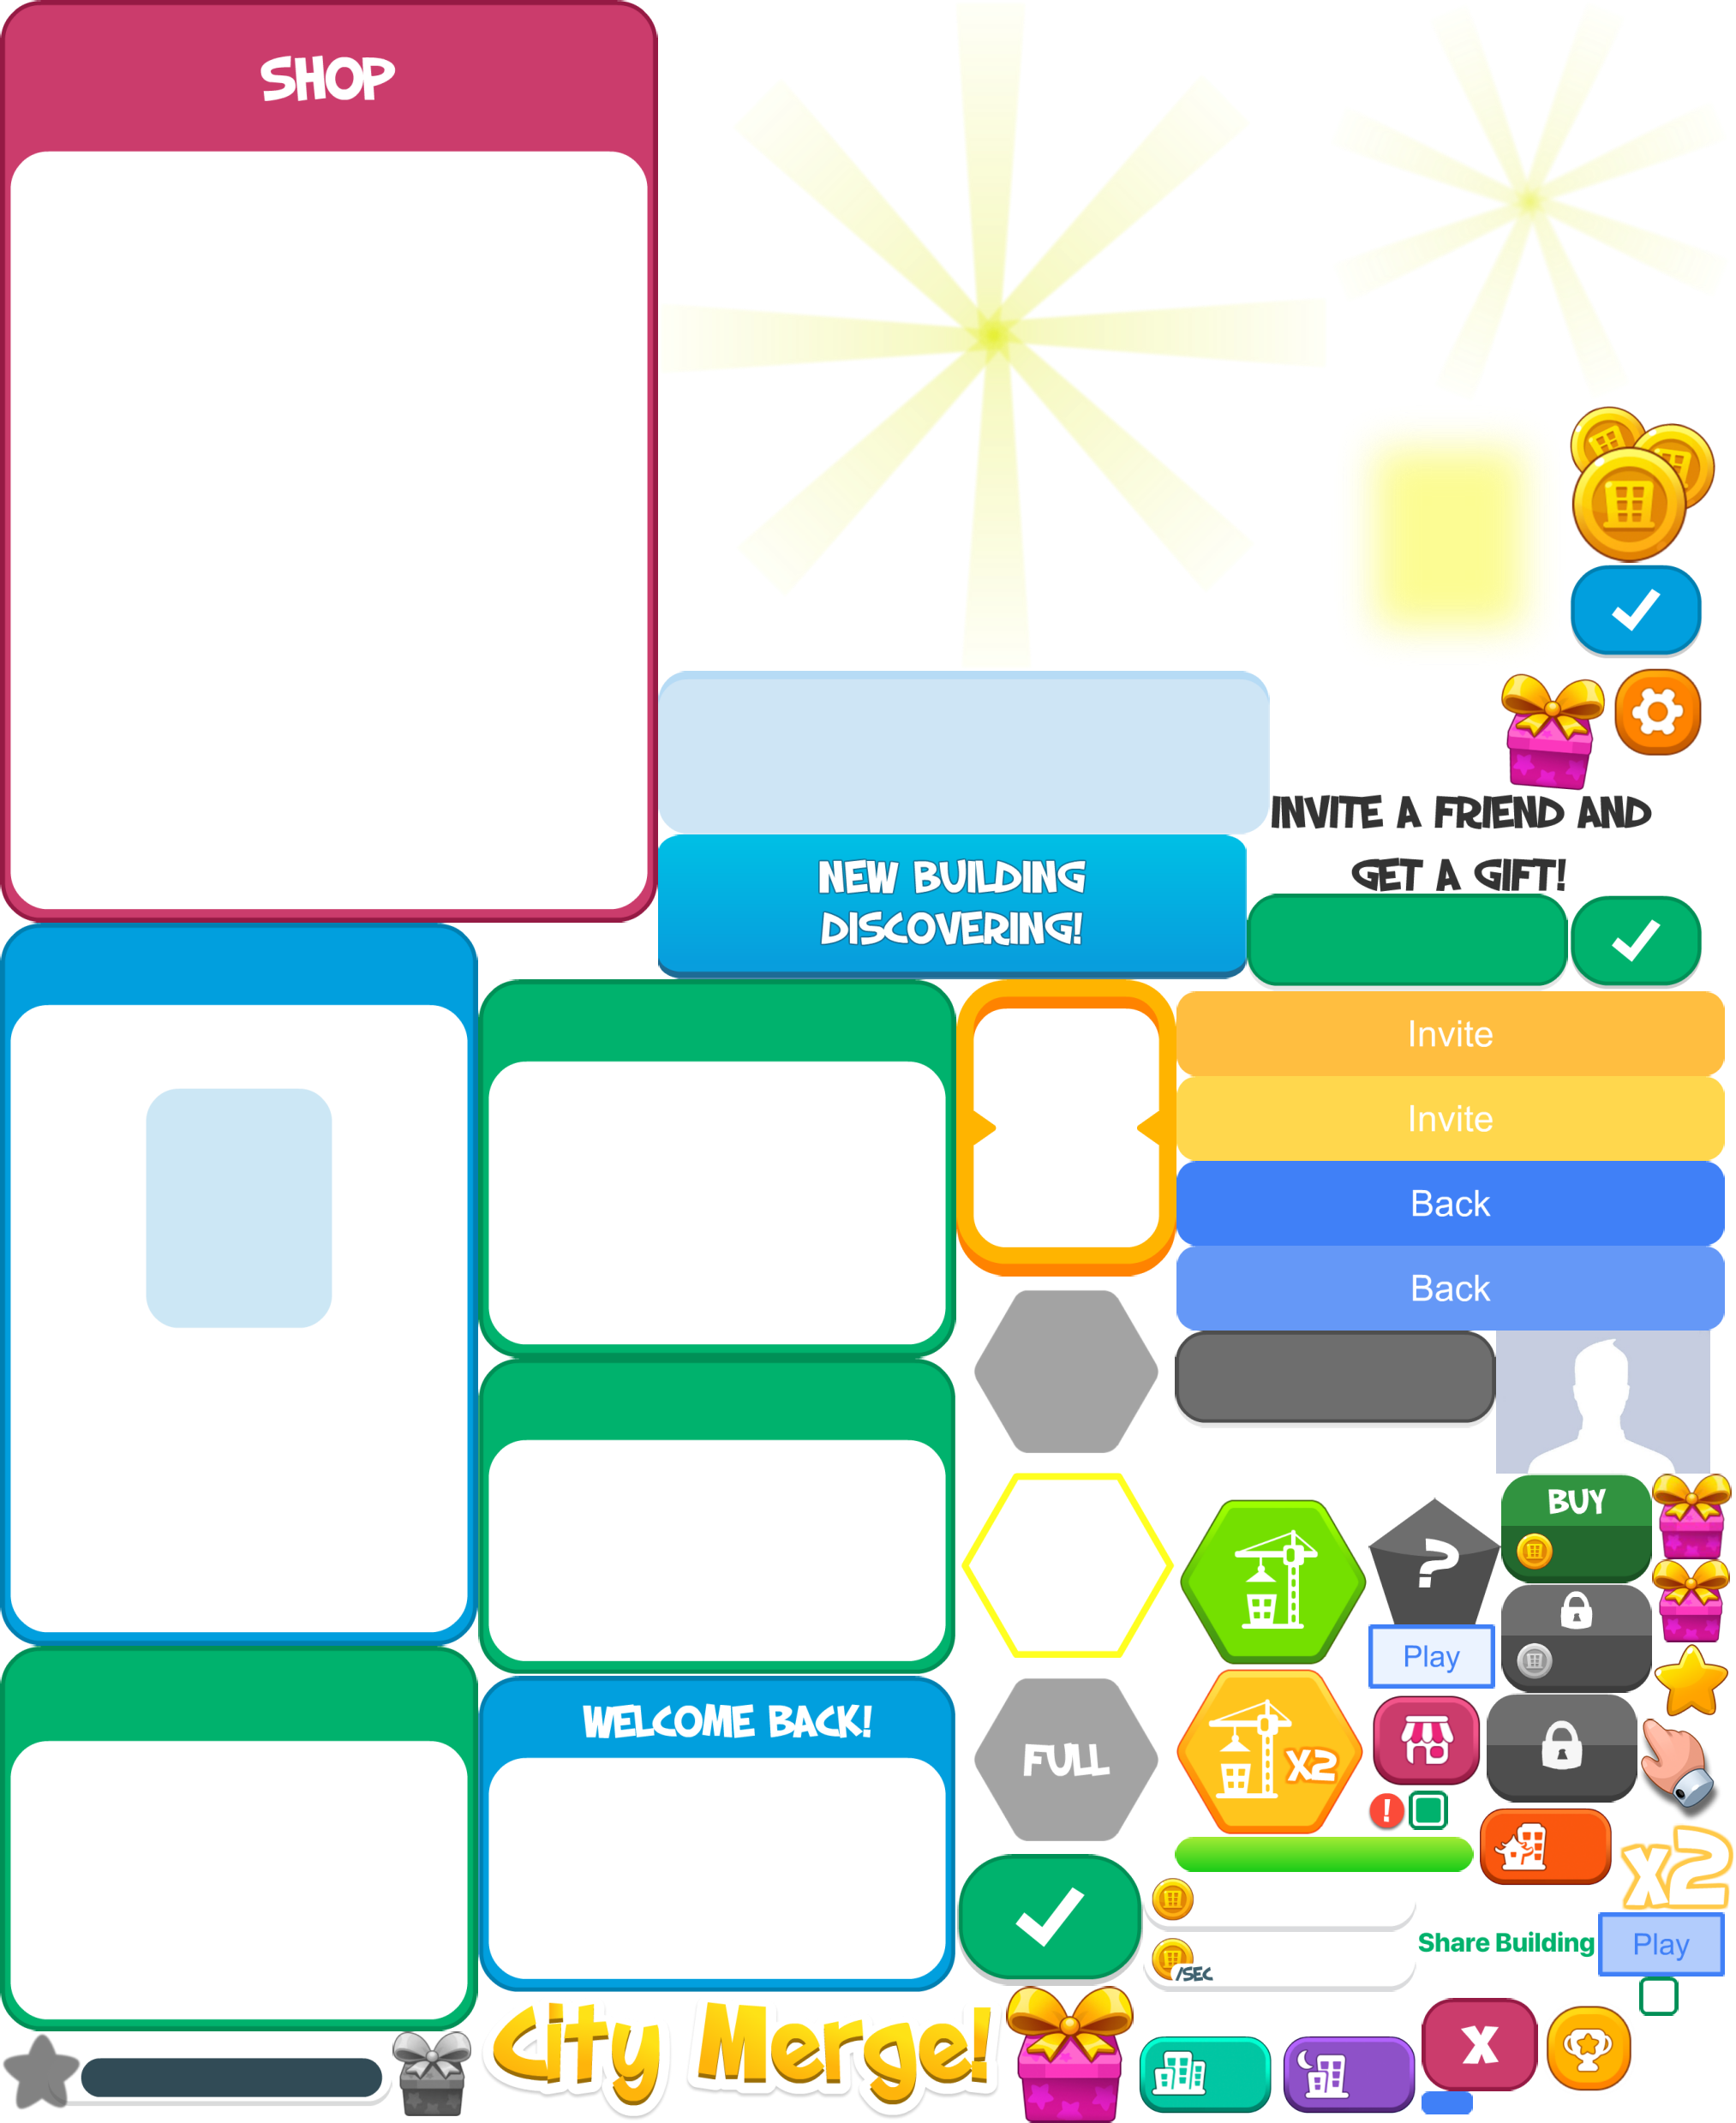 SHOP
INVITE A FRIEND AND
GET A GIFT!
NEW BUILDING
DISCOVERING!
Invite
Invite
Back
Back
BUY
?
Play
WELCOME BACK!
FULL
X2
!
x2
Share Building
Play
/SEC
City Merge!
X